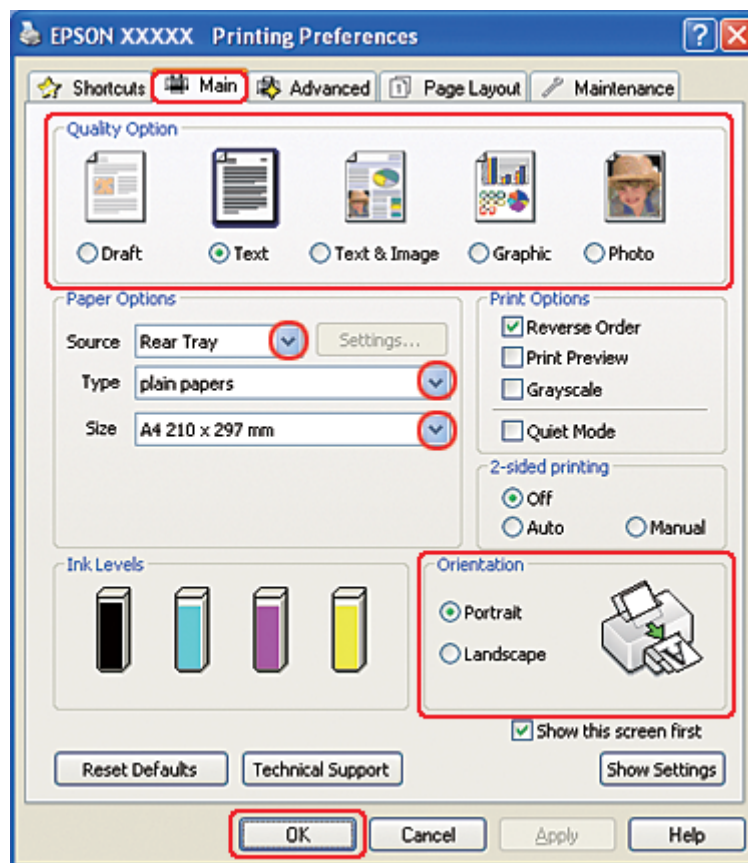 EPSON XXXXX Printing Preferences
Shortcuts Main Advanced 1 Page Layout Maintenance
Quality Option
Draft Text Text & Image Graphic Photo
Paper Options
Source Rear Tray Settings...
Type plain papers
Size A4 210 x 297 mm
Print Options
Reverse Order
Print Preview
Grayscale
Quiet Mode
2-sided printing
Off
Auto Manual
Ink Levels
Orientation
Portrait
Landscape
A
Show this screen first
Reset Defaults Technical Support Show Settings
OK Cancel Apply Help